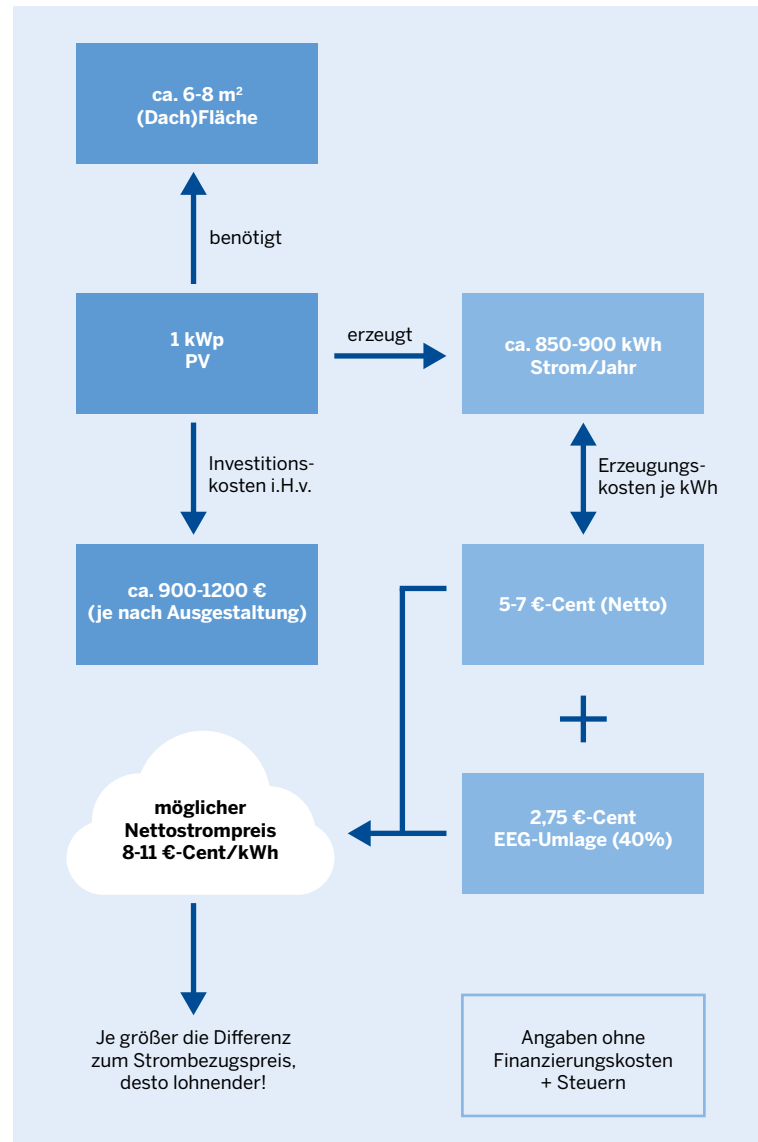 ca. 6-8 m²
(Dach)Fläche
benötigt
1 kWp
PV
erzeugt
ca. 850-900 kWh
Strom/Jahr
Investitions-
kosten i.H.v.
Erzeugungs-
kosten je kWh
ca. 900-1200 €
(je nach Ausgestaltung)
5-7 €-Cent (Netto)
möglicher
Nettostrompreis
8-11 €-Cent/kWh
2,75 €-Cent
EEG-Umlage (40%)
Je größer die Differenz
zum Strombezugspreis,
desto lohnender!
Angaben ohne
Finanzierungskosten
+ Steuern